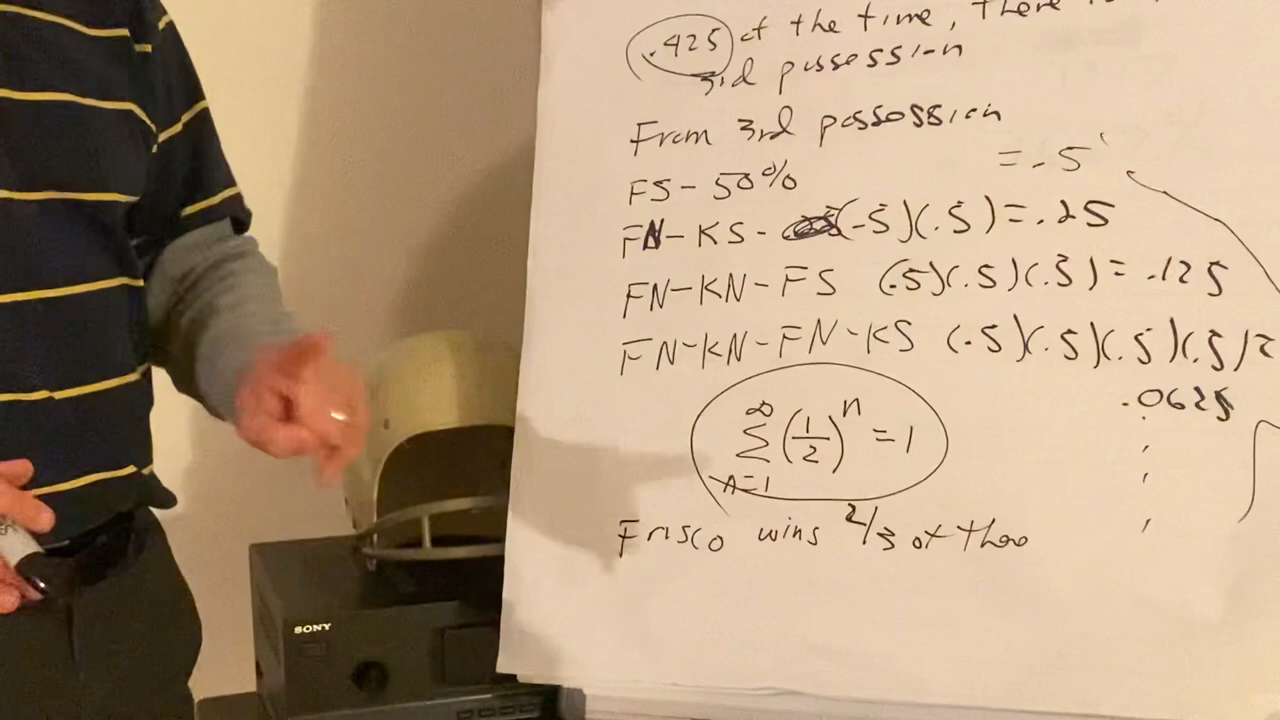 .425 of the time, there
3rd possession
From 3rd possession
= .5
FS - 50%
FN - KS - (.5)(.5) = .25
FN - KN - FS (.5)(.5)(.5) = .125
FN - KN - FN - KS (.5)(.5)(.5)(.5)=
.0625
∞
Σ (1/2)^n = 1
n=1
Frisco wins 2/3 of these
SONY